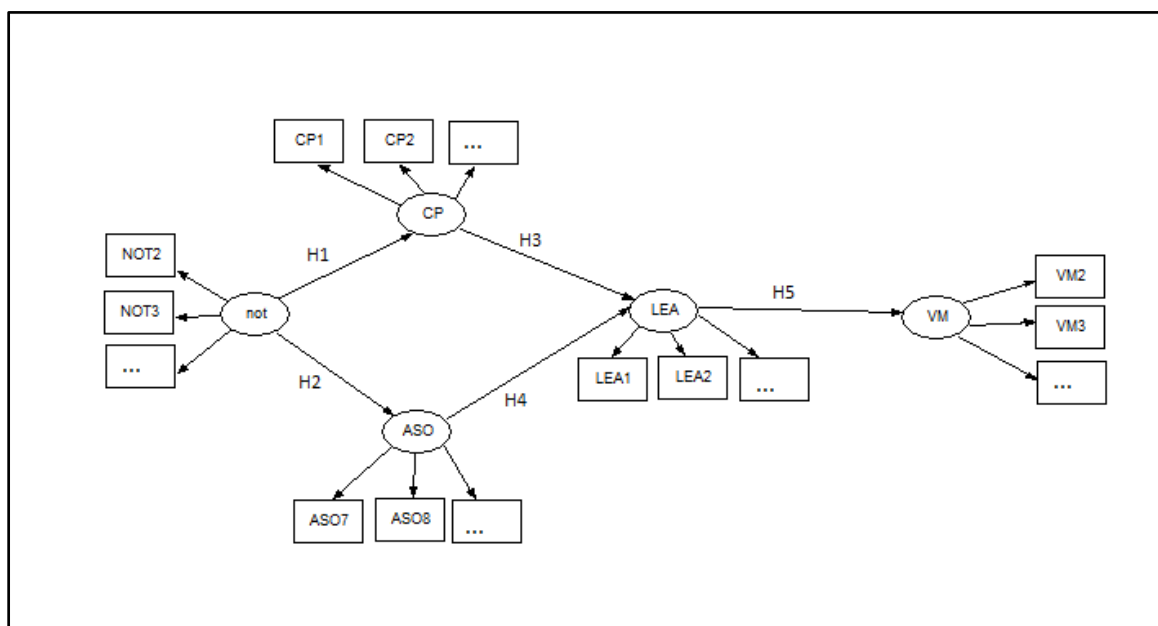 CP1
CP2
...
CP
H1
H3
NOT2
NOT3
...
not
H2
LEA
H5
VM
VM2
VM3
...
LEA1
LEA2
...
H4
ASO
ASO7
ASO8
...